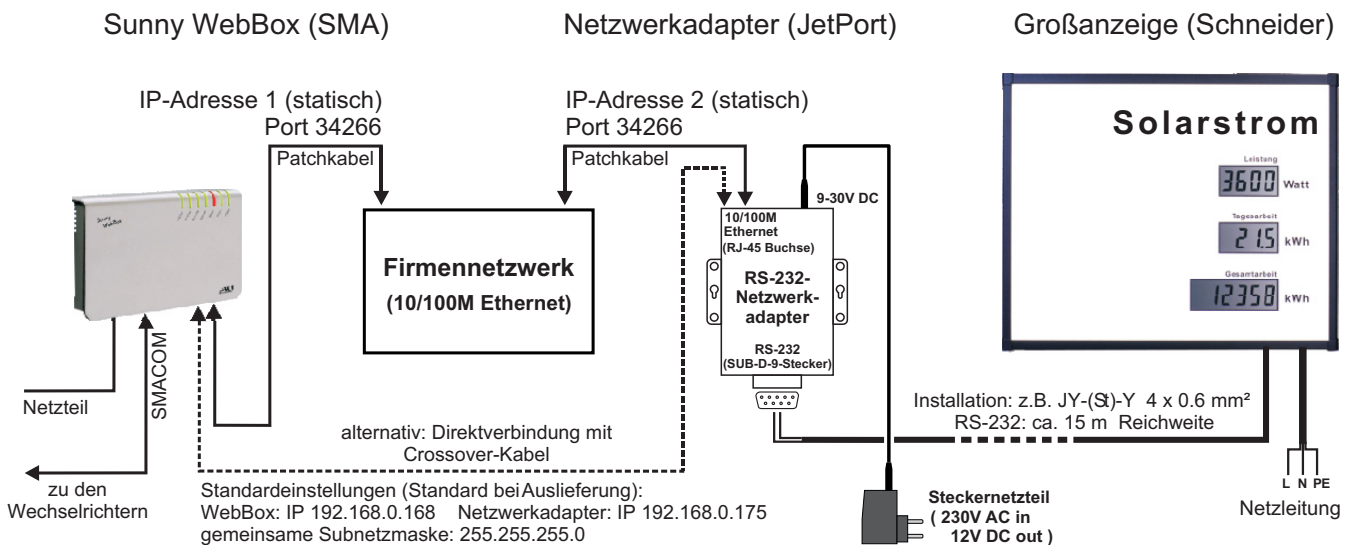 Sunny WebBox (SMA)
Netzwerkadapter (JetPort)
Großanzeige (Schneider)
IP-Adresse 1 (statisch)
Port 34266
Patchkabel
IP-Adresse 2 (statisch)
Port 34266
Patchkabel
9-30V DC
Solarstrom
Leistung
3600 Watt
Tagesarbeit
21.5 kWh
Gesamtarbeit
12358 kWh
Sunny
WebBox
Firmennetzwerk
(10/100M Ethernet)
10/100M
Ethernet
(RJ-45 Buchse)
RS-232-
Netzwerk-
adapter
RS-232
(SUB-D-9-Stecker)
Netzteil
SMACOM
zu den
Wechselrichtern
alternativ: Direktverbindung mit
Crossover-Kabel
Standardeinstellungen (Standard bei Auslieferung):
WebBox: IP 192.168.0.168 Netzwerkadapter: IP 192.168.0.175
gemeinsame Subnetzmaske: 255.255.255.0
Installation: z.B. JY-(St)-Y 4 x 0.6 mm²
RS-232: ca. 15 m Reichweite
Steckernetzteil
( 230V AC in
12V DC out )
L N PE
Netzleitung